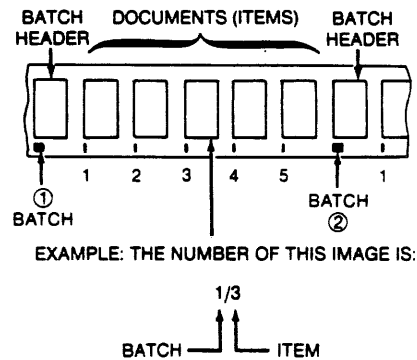 BATCH HEADER
DOCUMENTS (ITEMS)
BATCH HEADER
1 2 3 4 5 1
① BATCH
BATCH ②
EXAMPLE: THE NUMBER OF THIS IMAGE IS:
1/3
BATCH ITEM